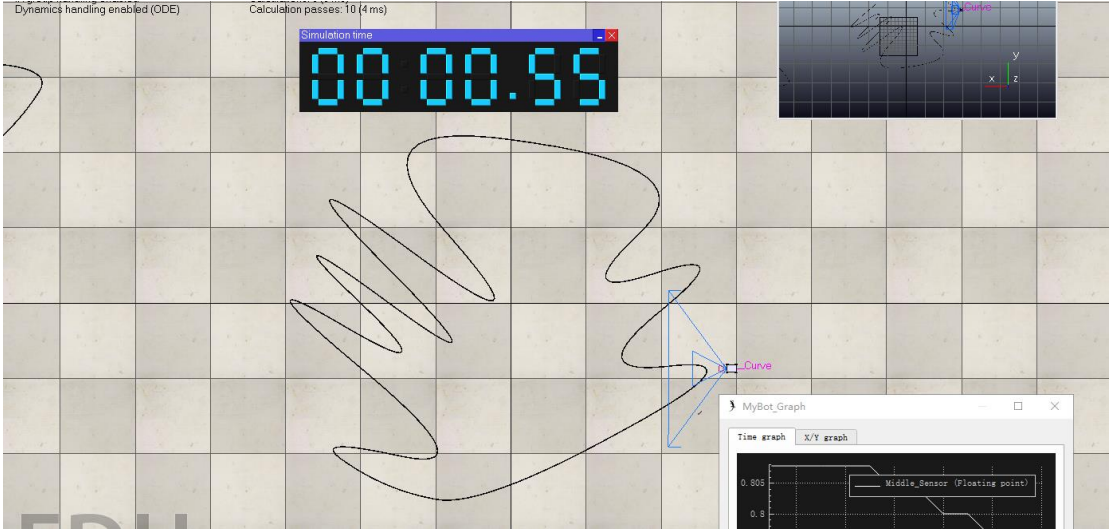 Dynamics handling enabled (ODE)
Calculation passes: 10 (4 ms)
Simulation time
00 00.55
Curve
y
x
z
Curve
MyBot_Graph
Time graph
X/Y graph
0.805
Middle_Sensor (Floating point)
0.8
EDU